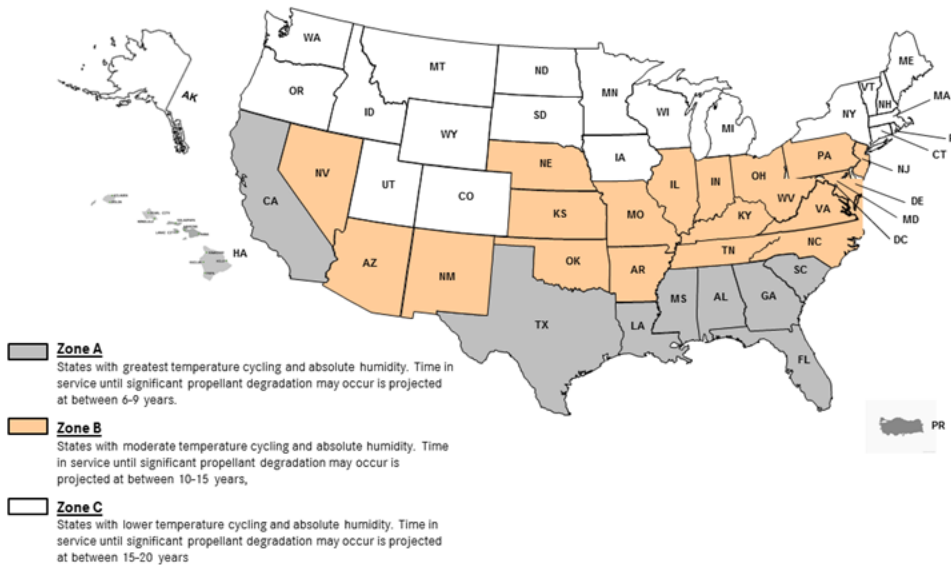 WA
MT
ND
MN
ME
VT
NH
MA
OR
ID
SD
WI
MI
NY
AK
WY
CT
IA
NE
PA
NJ
NV
UT
CO
IL
IN
OH
WV
DE
CA
KS
MO
KY
VA
MD
DC
HA
AZ
NM
OK
AR
TN
NC
SC
TX
LA
MS
AL
GA
FL
PR
Zone A
States with greatest temperature cycling and absolute humidity. Time in
service until significant propellant degradation may occur is projected
at between 6-9 years.
Zone B
States with moderate temperature cycling and absolute humidity. Time
in service until significant propellant degradation may occur is
projected at between 10-15 years,
Zone C
States with lower temperature cycling and absolute humidity. Time in
service until significant propellant degradation may occur is projected
at between 15-20 years